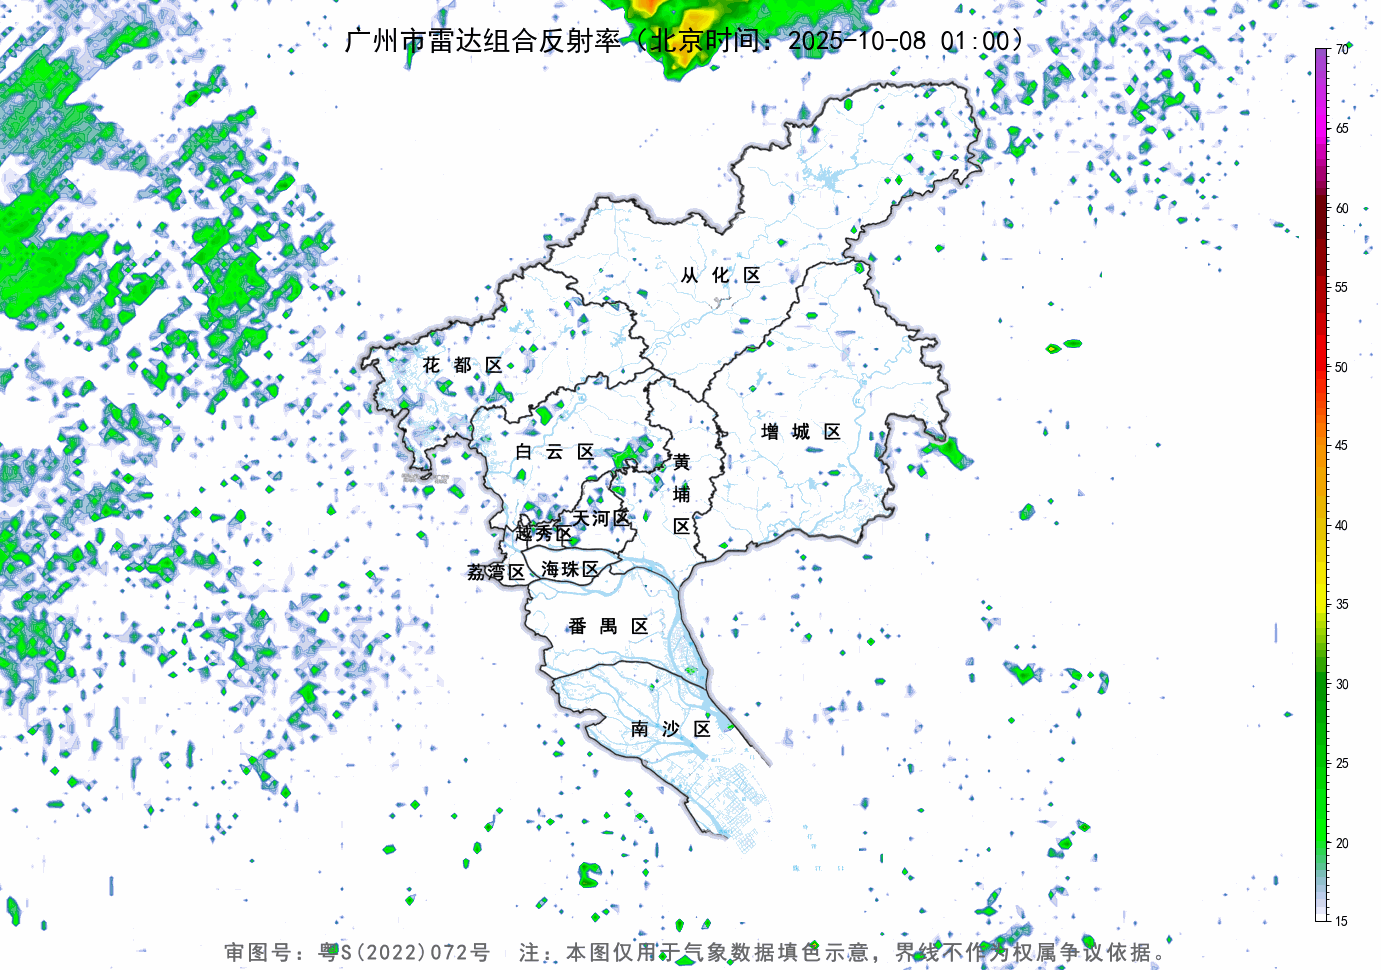 广州市雷达组合反射率（北京时间：2025-10-08 01:00）
70
65
60
55
50
45
40
35
30
25
20
15
从 化 区
花 都 区
增 城 区
白 云 区
黄 埔 区
天河区
越秀区
荔湾区
海珠区
番 禺 区
南 沙 区
审图号：粤S(2022)072号 注：本图仅用于气象数据填色示意，界线不作为权属争议依据。